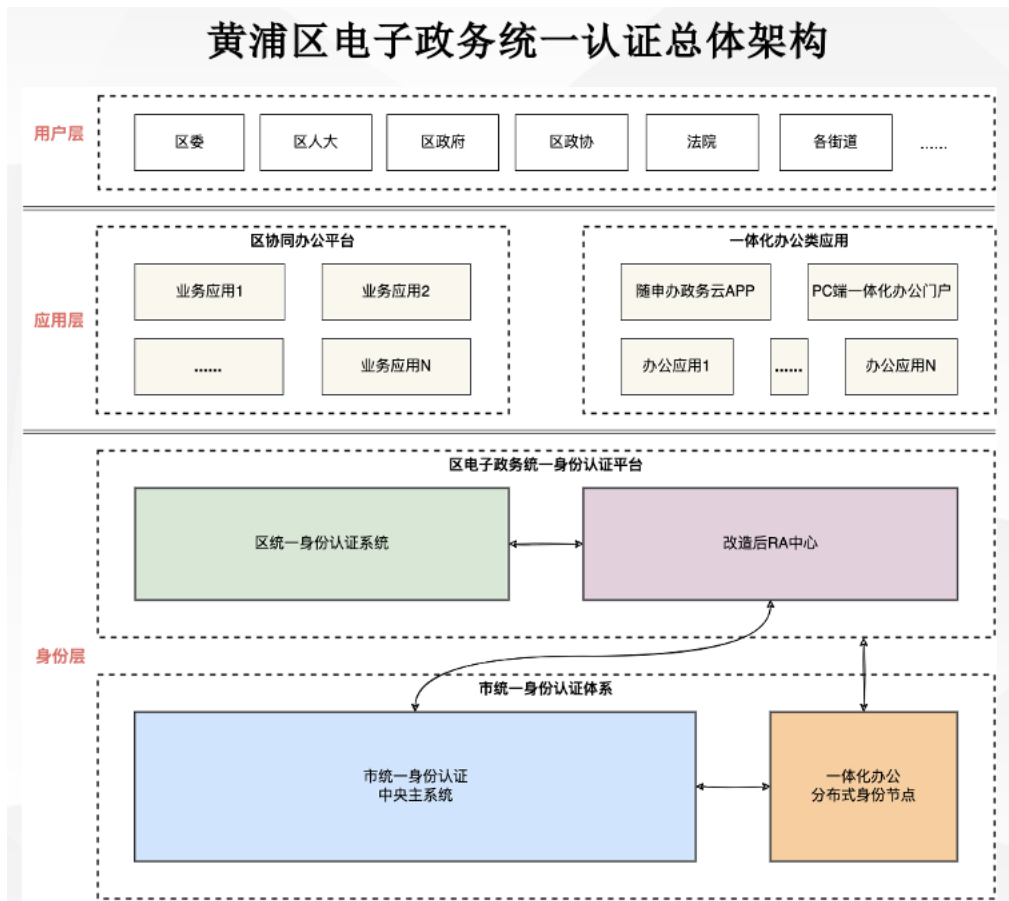 黄浦区电子政务统一认证总体架构
用户层
区委
区人大
区政府
区政协
法院
各街道
......
应用层
区协同办公平台
业务应用1
业务应用2
......
业务应用N
一体化办公类应用
随申办政务云APP
PC端一体化办公门户
办公应用1
......
办公应用N
身份层
区电子政务统一身份认证平台
区统一身份认证系统
改造后RA中心
市统一身份认证体系
市统一身份认证
中央主系统
一体化办公
分布式身份节点